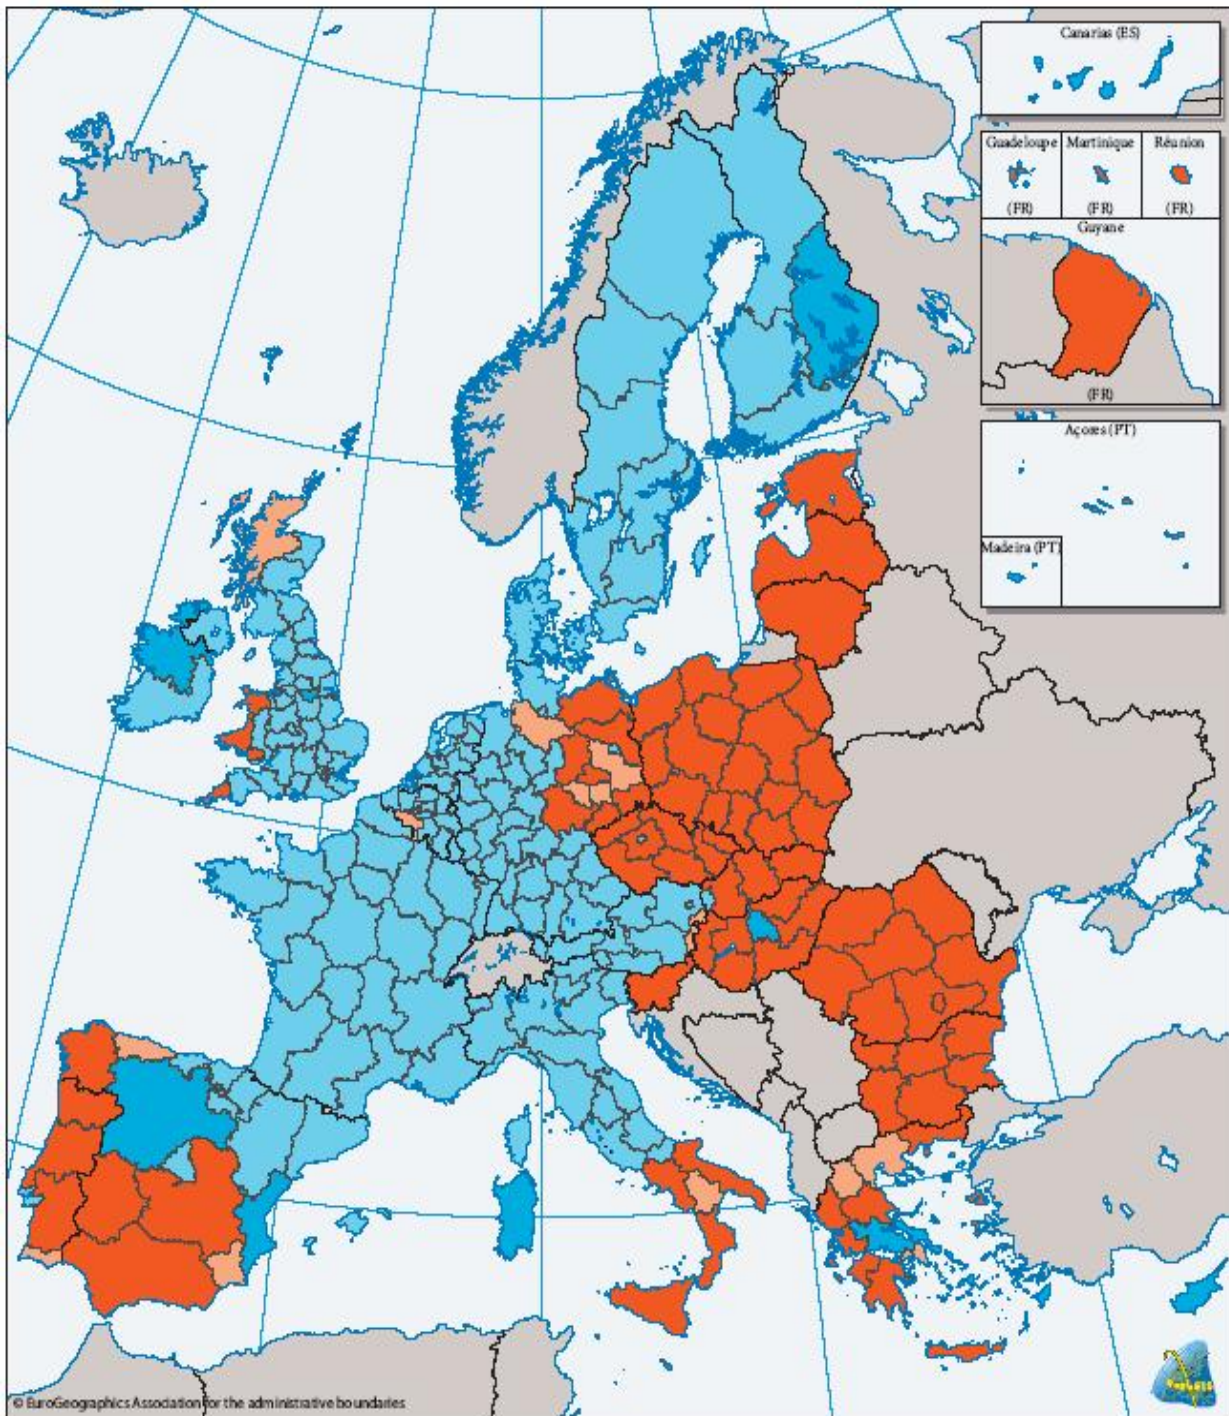 Canarias (ES)
Guadeloupe
Martinique
Réunion
(FR)
(FR)
(FR)
Guyane
(FR)
Açores (PT)
Madeira (PT)
© EuroGeographics Association for the administrative boundaries